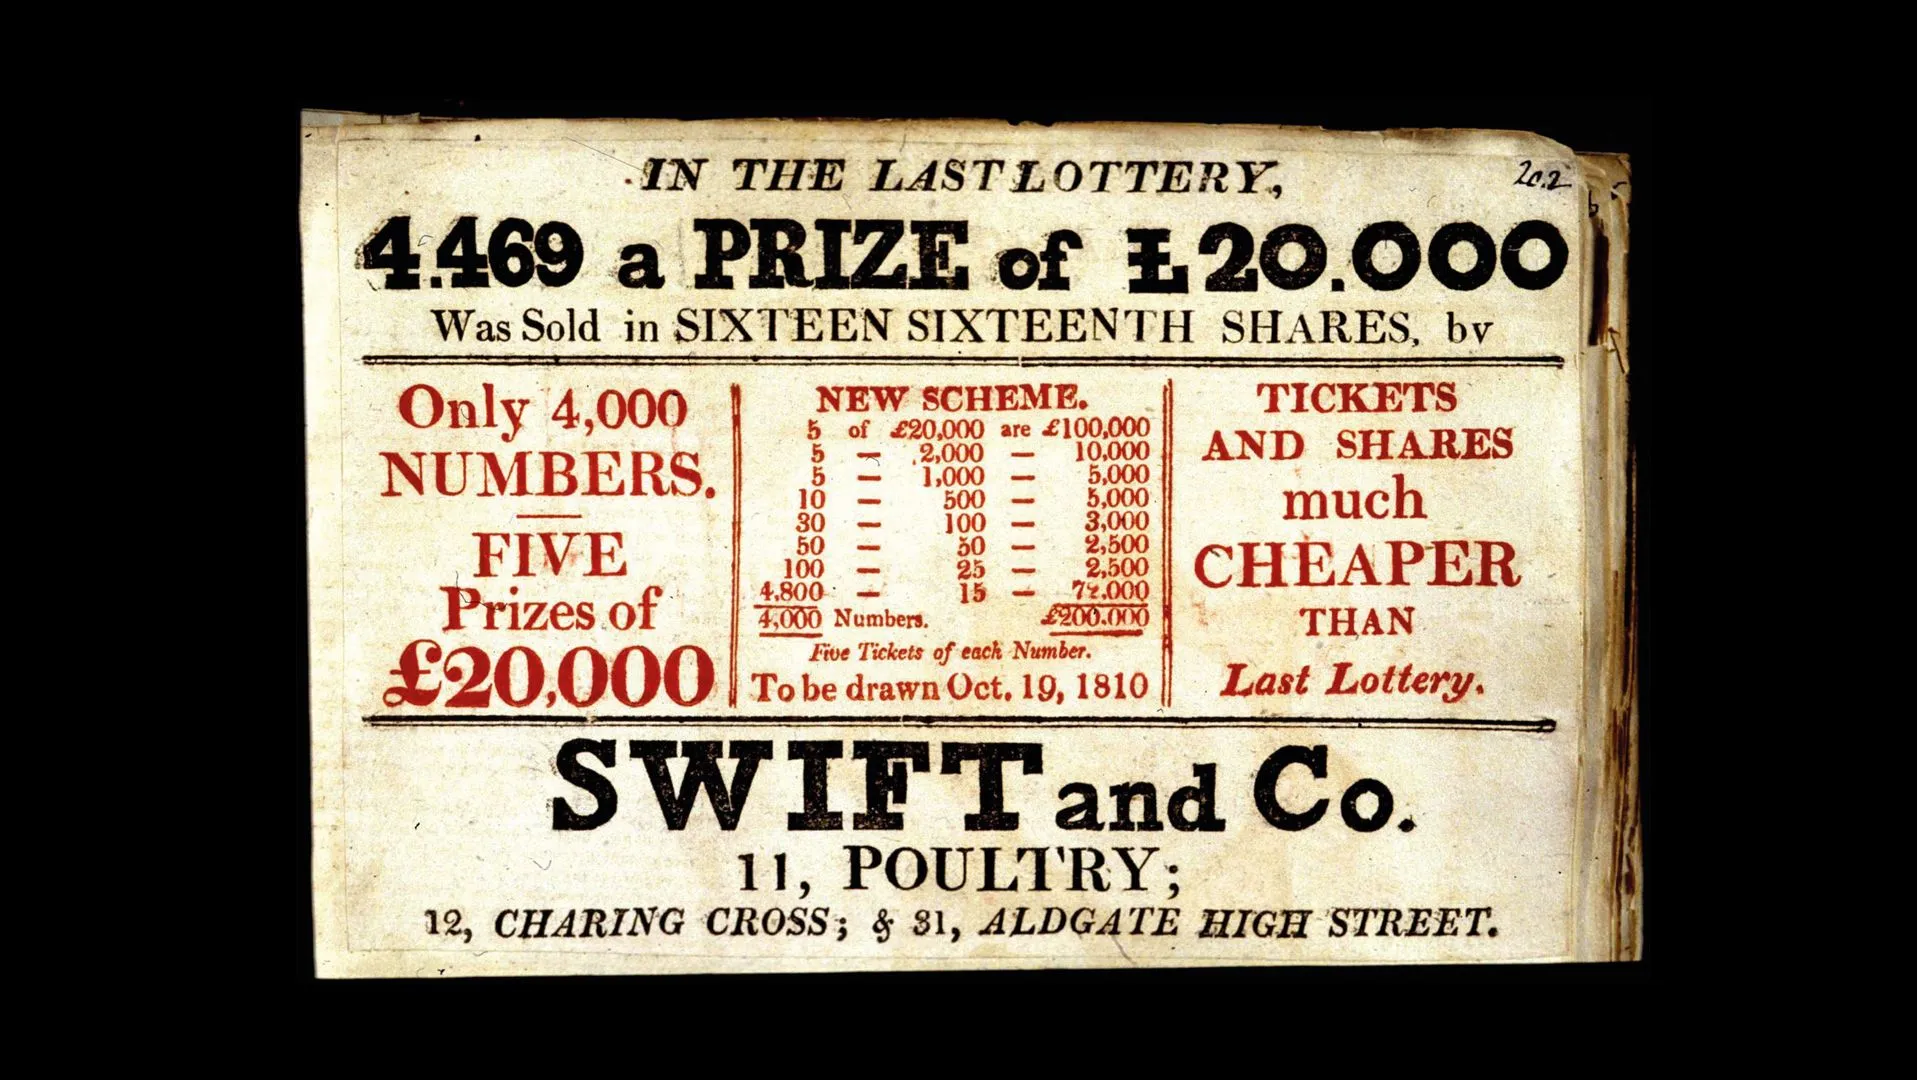 IN THE LAST LOTTERY,
20.2
4.469 a PRIZE of £20.000
Was Sold in SIXTEEN SIXTEENTH SHARES, by
Only 4,000
NUMBERS.
FIVE
Prizes of
£20,000
NEW SCHEME.
5 of £20,000 are £100,000
5 — 2,000 — 10,000
5 — 1,000 — 5,000
10 — 500 — 5,000
30 — 100 — 3,000
50 — 50 — 2,500
100 — 25 — 2,500
4,800 — 15 — 72,000
4,000 Numbers. £200.000
Five Tickets of each Number.
To be drawn Oct. 19, 1810
TICKETS
AND SHARES
much
CHEAPER
THAN
Last Lottery.
SWIFT and Co.
11, POULTRY;
12, CHARING CROSS; & 31, ALDGATE HIGH STREET.